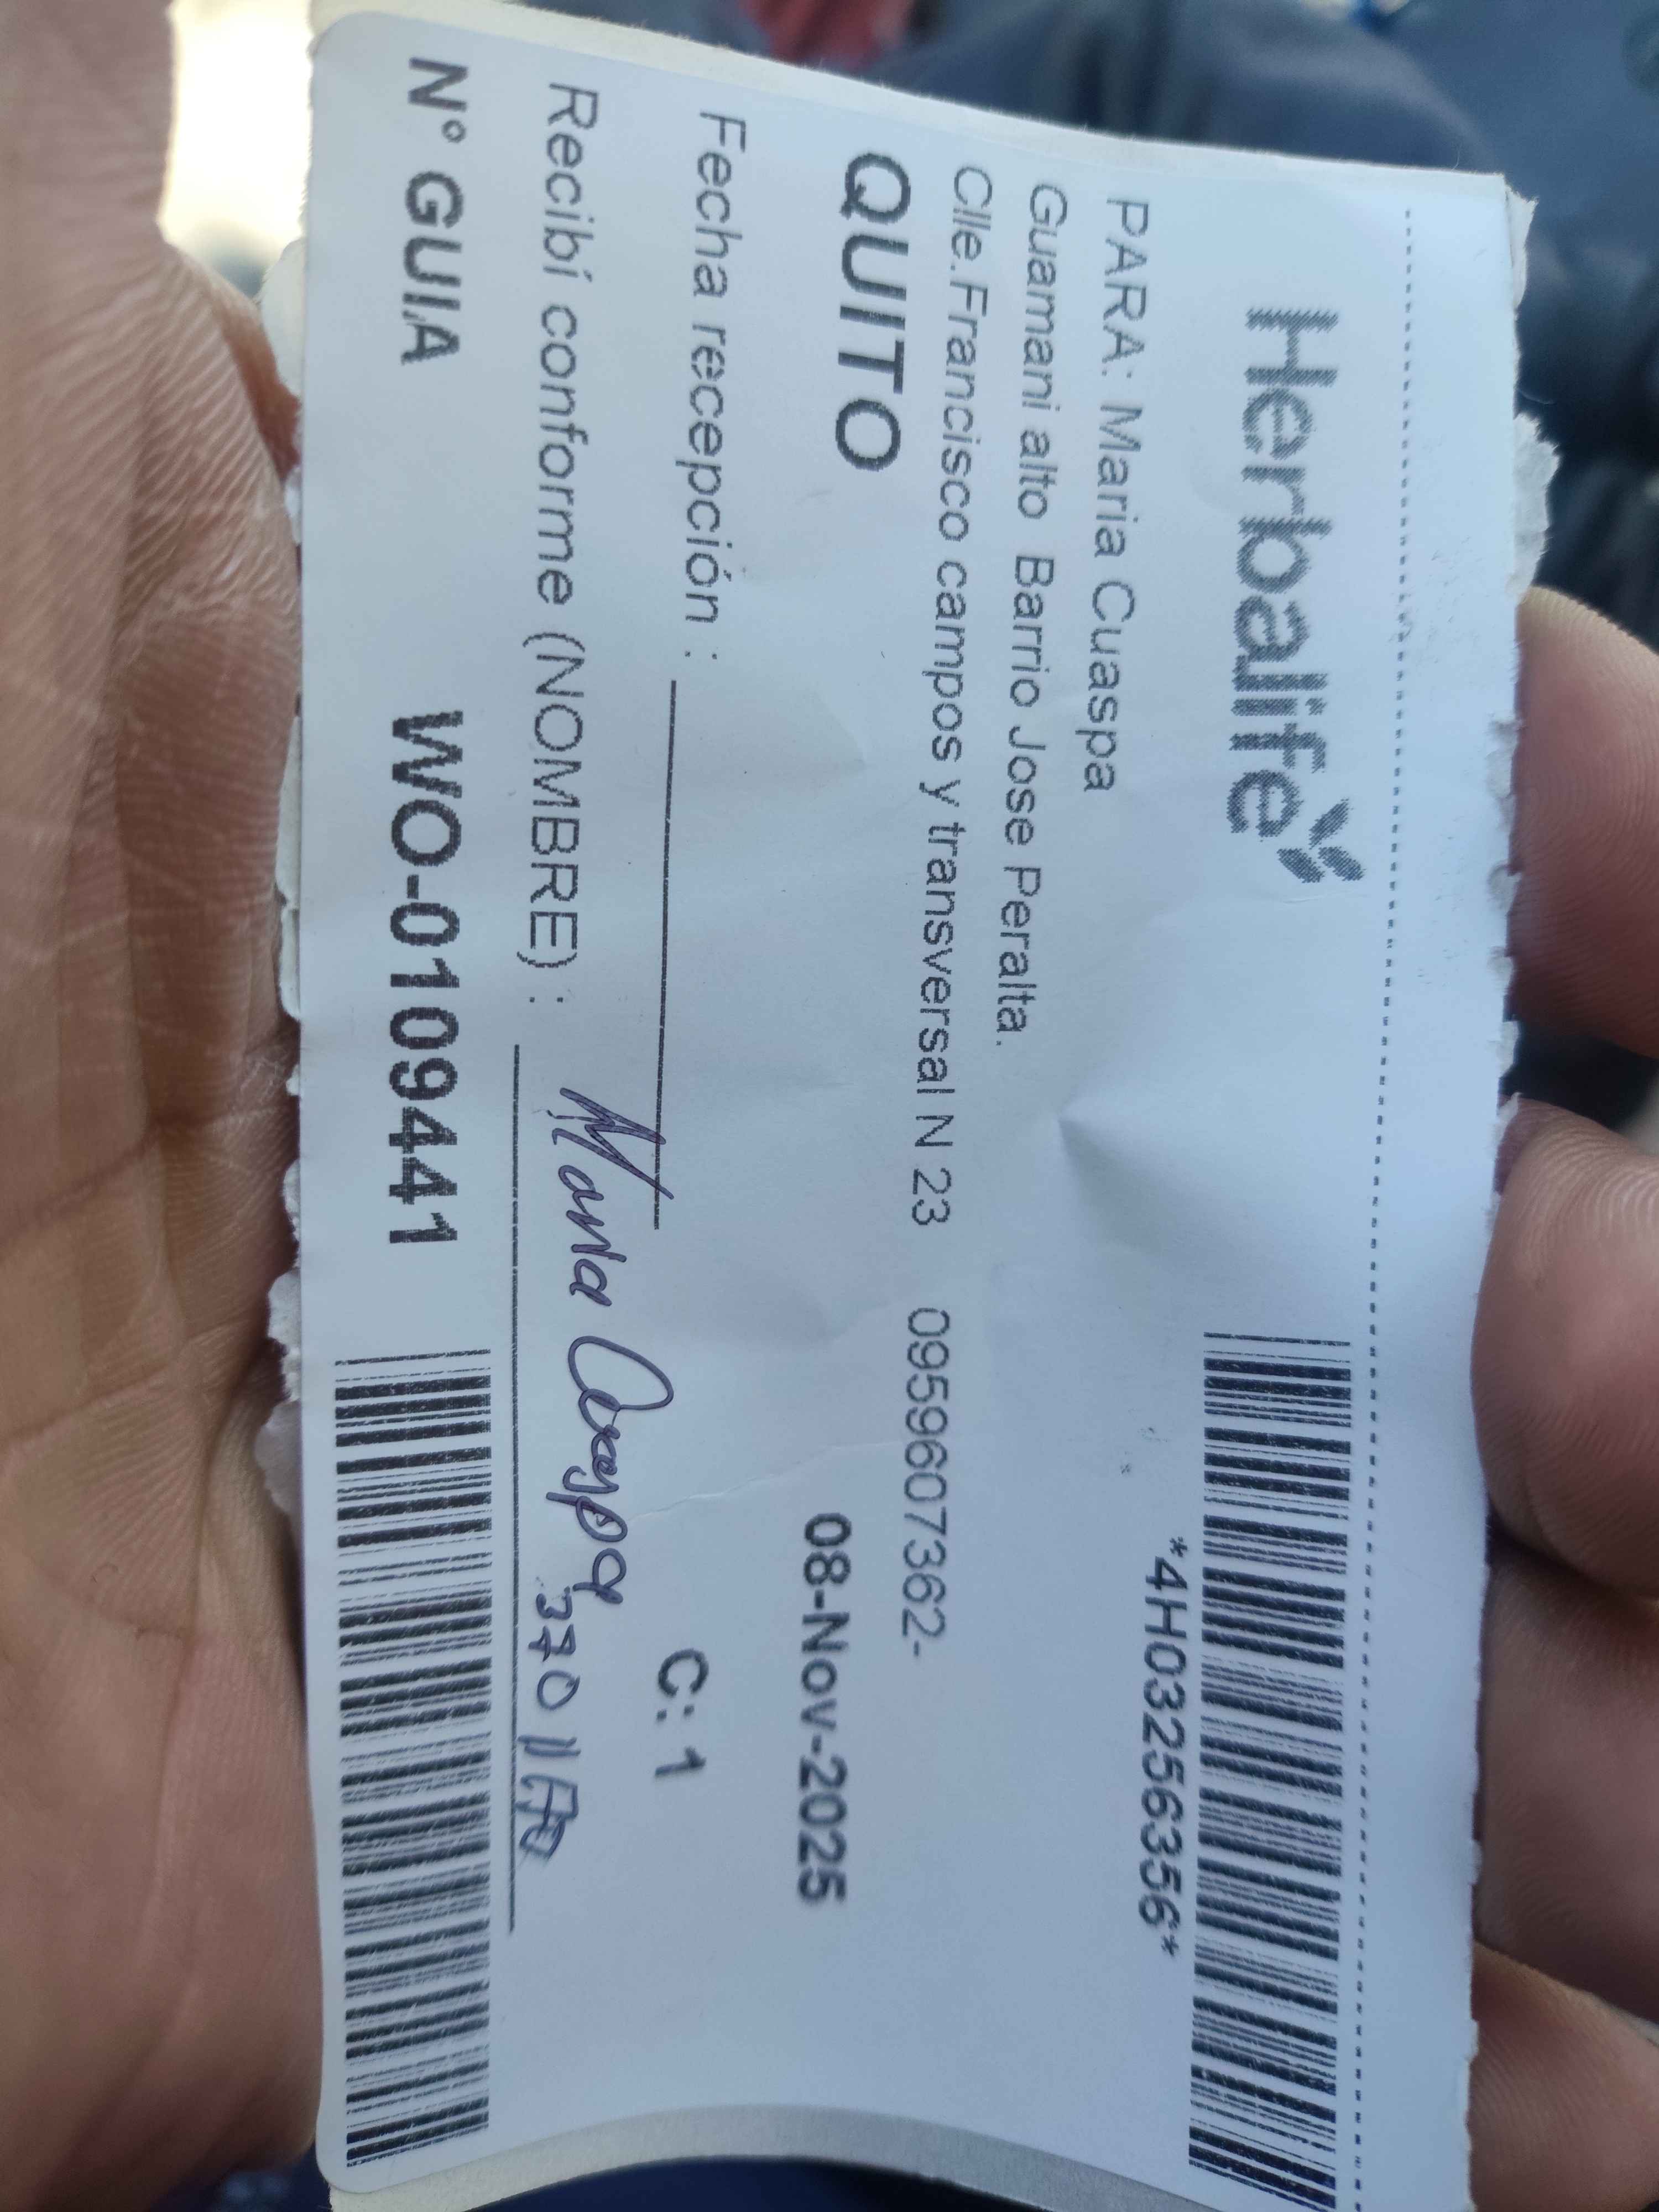 Herbalife
*4H03256356*
PARA: Maria Cuaspa
Guamani alto Barrio Jose Peralta.
Clle.Francisco campos y transversal N 23 0959607362-
QUITO 08-Nov-2025
Fecha recepción : C: 1
Recibí conforme (NOMBRE) : Maria Cuaspa
N° GUIA WO-0109441